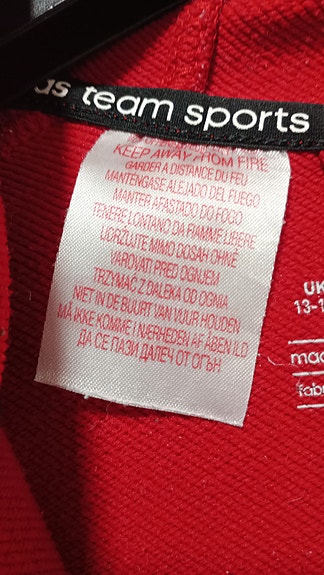 as team sports
KEEP AWAY FROM FIRE
GARDER A DISTANCE DU FEU
MANTENGASE ALEJADO DEL FUEGO
MANTER AFASTADO DO FOGO
TENERE LONTANO DA FIAMME LIBERE
UDRŽUJTE MIMO DOSAH OHNĚ
VAROVATI PRED OGNJEM
TRZYMAĆ Z DALEKA OD OGNIA
NIET IN DE BUURT VAN VUUR HOUDEN
MÅ IKKE KOMME I NÆRHEDEN AF ÅBEN ILD
ДА СЕ ПАЗИ ДАЛЕЧ ОТ ОГЪН
UK
13-1
mad
fabr